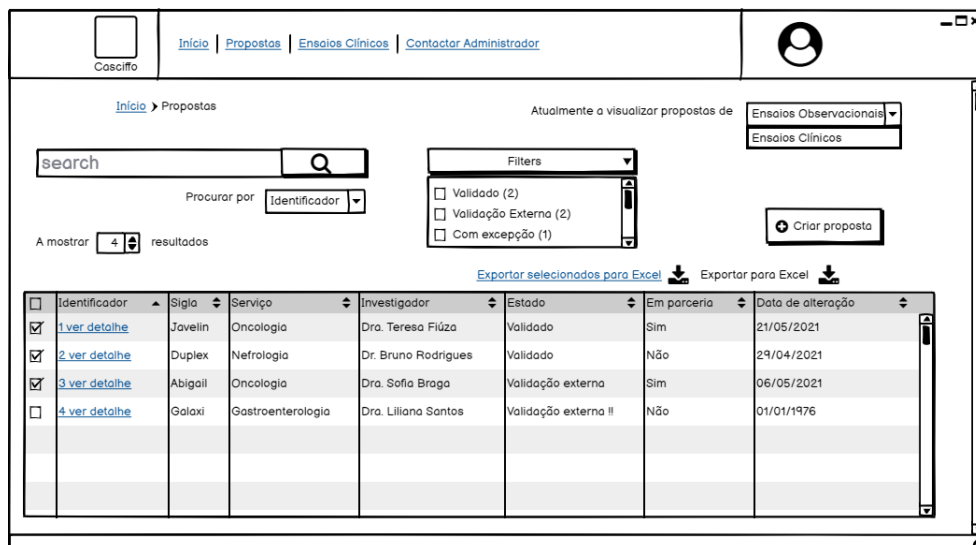 Casciffo
Início | Propostas | Ensaios Clínicos | Contactar Administrador
Início > Propostas
Atualmente a visualizar propostas de Ensaios Observacionais
Ensaios Clínicos
search
Filters
Procurar por Identificador
Validado (2)
Validação Externa (2)
Com excepção (1)
Criar proposta
A mostrar 4 resultados
Exportar selecionados para Excel Exportar para Excel
Identificador Sigla Serviço Investigador Estado Em parceria Data de alteração
1 ver detalhe Javelin Oncologia Dra. Teresa Fiúza Validado Sim 21/05/2021
2 ver detalhe Duplex Nefrologia Dr. Bruno Rodrigues Validado Não 29/04/2021
3 ver detalhe Abigail Oncologia Dra. Sofia Braga Validação externa Sim 06/05/2021
4 ver detalhe Galaxi Gastroenterologia Dra. Liliana Santos Validação externa !! Não 01/01/1976